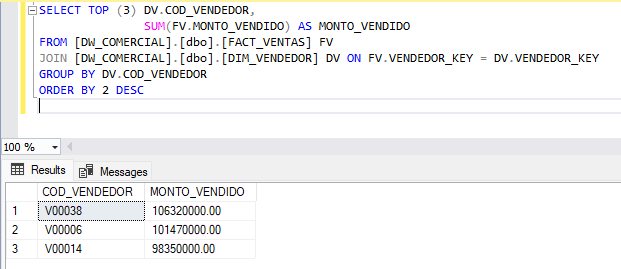 SELECT TOP (3) DV.COD_VENDEDOR,
SUM(FV.MONTO_VENDIDO) AS MONTO_VENDIDO
FROM [DW_COMERCIAL].[dbo].[FACT_VENTAS] FV
JOIN [DW_COMERCIAL].[dbo].[DIM_VENDEDOR] DV ON FV.VENDEDOR_KEY = DV.VENDEDOR_KEY
GROUP BY DV.COD_VENDEDOR
ORDER BY 2 DESC
100 %
Results Messages
COD_VENDEDOR MONTO_VENDIDO
1 V00038 106320000.00
2 V00006 101470000.00
3 V00014 98350000.00